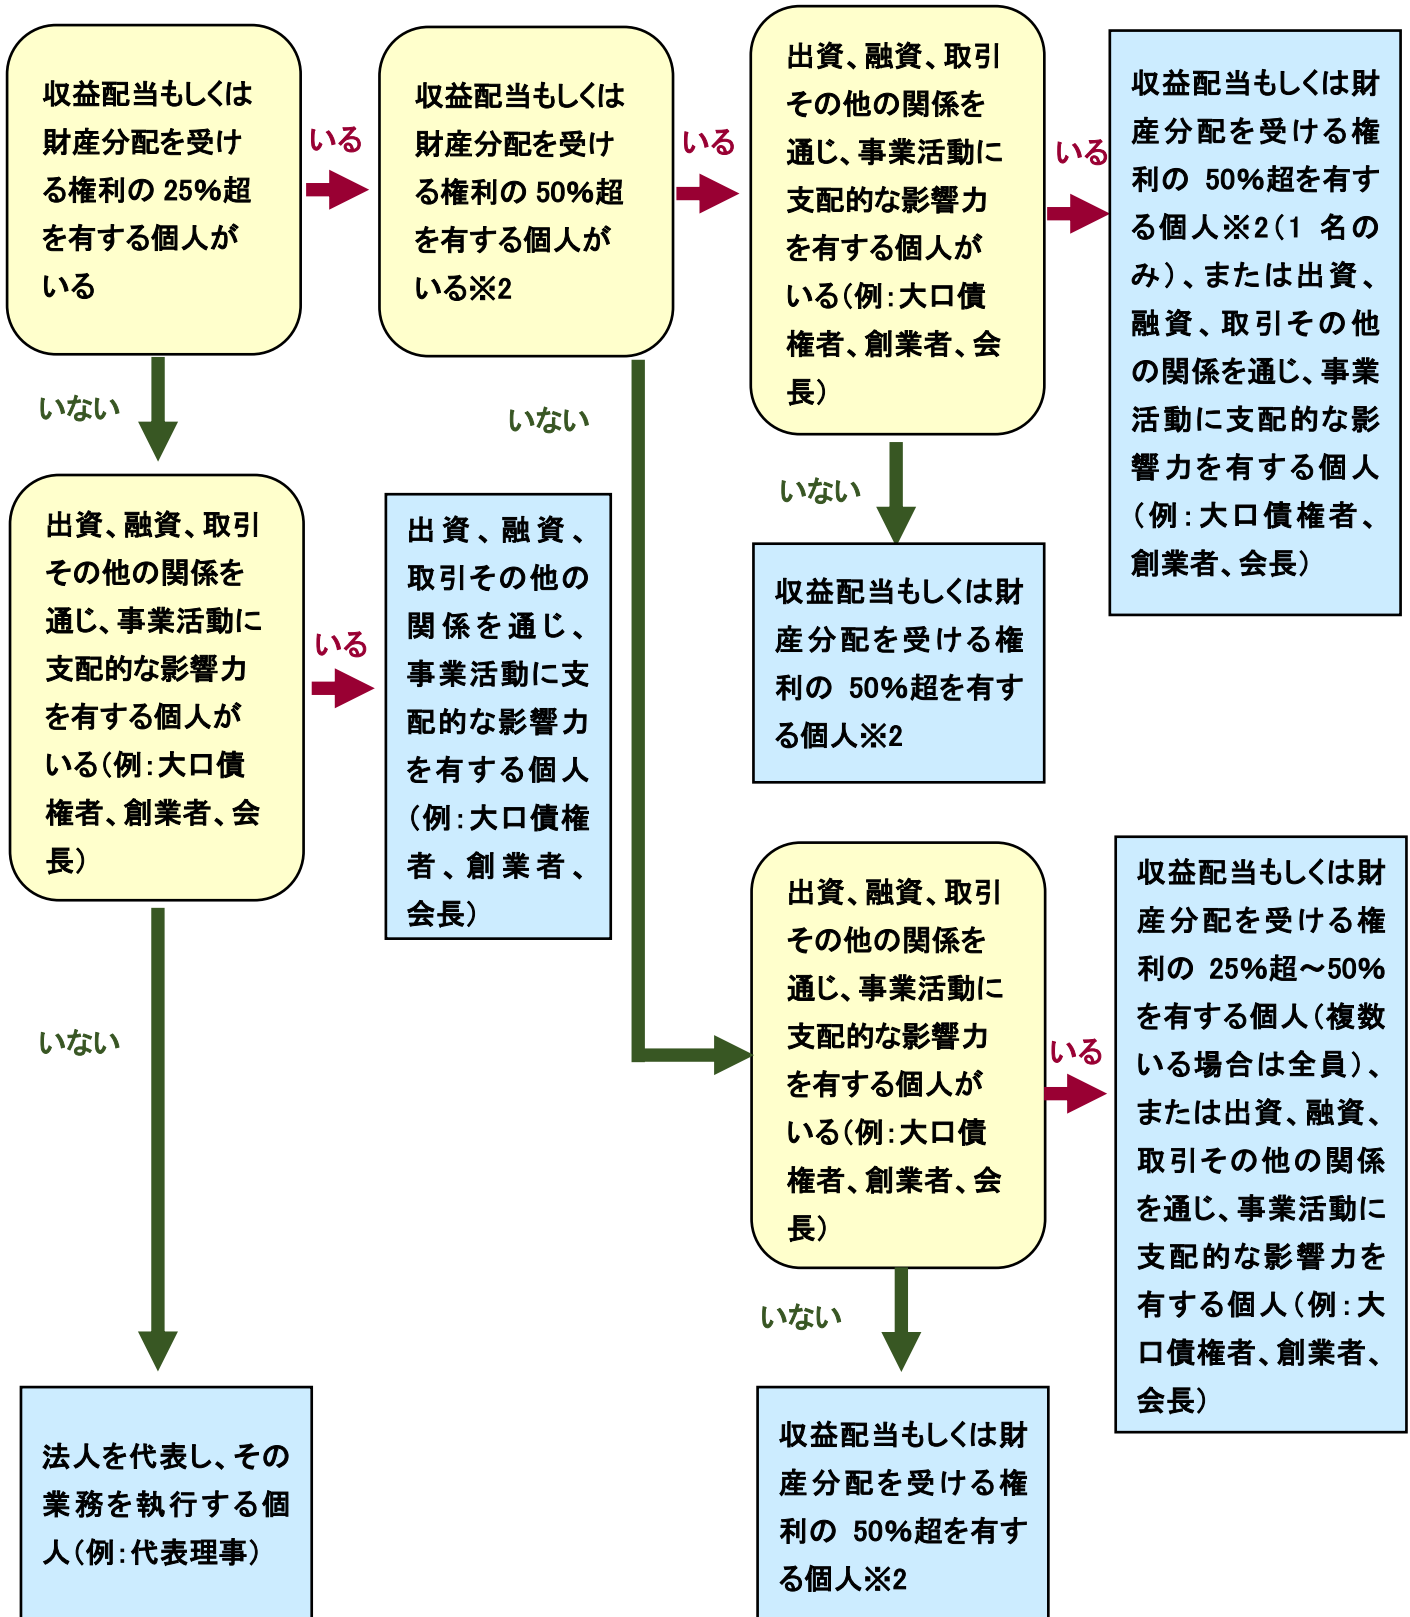 収益配当もしくは
財産分配を受け
る権利の 25%超
を有する個人が
いる
いる
収益配当もしくは
財産分配を受け
る権利の 50%超
を有する個人が
いる※2
いる
出資、融資、取引
その他の関係を
通じ、事業活動に
支配的な影響力
を有する個人が
いる(例:大口債
権者、創業者、会
長)
いる
収益配当もしくは財
産分配を受ける権
利の 50%超を有す
る個人※2(1 名の
み)、または出資、
融資、取引その他
の関係を通じ、事業
活動に支配的な影
響力を有する個人
(例:大口債権者、
創業者、会長)
いない
いない
いない
出資、融資、取引
その他の関係を
通じ、事業活動に
支配的な影響力
を有する個人が
いる(例:大口債
権者、創業者、会
長)
いる
出資、融資、
取引その他の
関係を通じ、
事業活動に支
配的な影響力
を有する個人
(例:大口債権
者、創業者、
会長)
収益配当もしくは財
産分配を受ける権
利の 50%超を有す
る個人※2
出資、融資、取引
その他の関係を
通じ、事業活動に
支配的な影響力
を有する個人が
いる(例:大口債
権者、創業者、会
長)
いる
収益配当もしくは財
産分配を受ける権
利の 25%超~50%
を有する個人(複数
いる場合は全員)、
または出資、融資、
取引その他の関係
を通じ、事業活動に
支配的な影響力を
有する個人(例:大
口債権者、創業者、
会長)
いない
いない
法人を代表し、その
業務を執行する個
人(例:代表理事)
収益配当もしくは財
産分配を受ける権
利の 50%超を有す
る個人※2